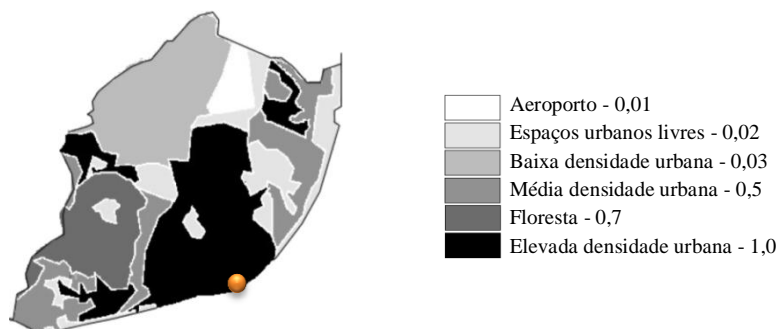 Aeroporto - 0,01
Espaços urbanos livres - 0,02
Baixa densidade urbana - 0,03
Média densidade urbana - 0,5
Floresta - 0,7
Elevada densidade urbana - 1,0